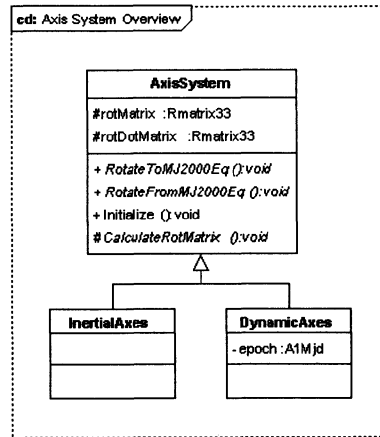 cd: Axis System Overview
AxisSystem
#rotMatrix :Rmatrix33
#rotDotMatrix :Rmatrix33
+ RotateToMJ2000Eq ():void
+ RotateFromMJ2000Eq ():void
+ Initialize ():void
# CalculateRotMatrix ():void
InertialAxes
DynamicAxes
- epoch :A1Mjd